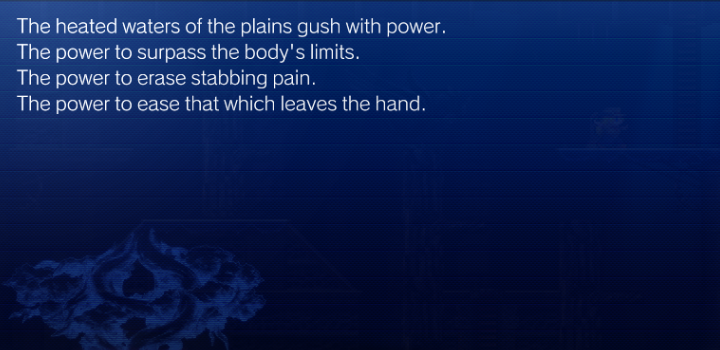 The heated waters of the plains gush with power.
The power to surpass the body's limits.
The power to erase stabbing pain.
The power to ease that which leaves the hand.